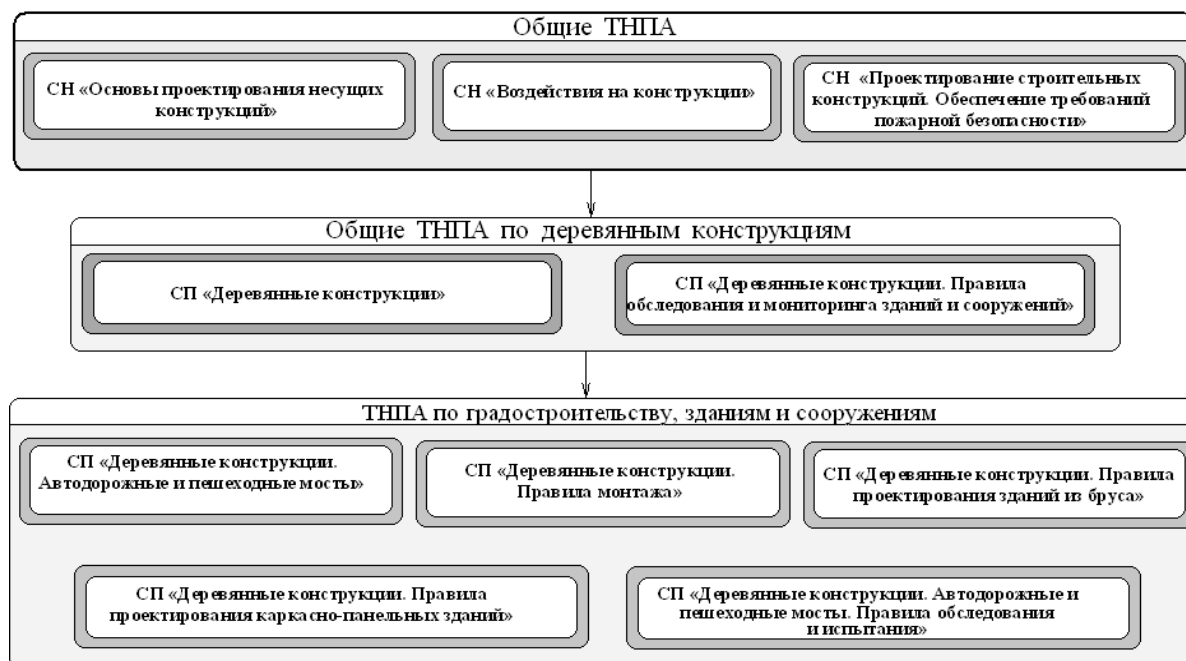 Общие ТНПА
СН «Основы проектирования несущих
конструкций»
СН «Воздействия на конструкции»
СН «Проектирование строительных
конструкций. Обеспечение требований
пожарной безопасности»
Общие ТНПА по деревянным конструкциям
СП «Деревянные конструкции»
СП «Деревянные конструкции. Правила
обследования и мониторинга зданий и сооружений»
ТНПА по градостроительству, зданиям и сооружениям
СП «Деревянные конструкции.
Автодорожные и пешеходные мосты»
СП «Деревянные конструкции.
Правила монтажа»
СП «Деревянные конструкции. Правила
проектирования зданий из бруса»
СП «Деревянные конструкции. Правила
проектирования каркасно-панельных зданий»
СП «Деревянные конструкции. Автодорожные и
пешеходные мосты. Правила обследования
и испытания»